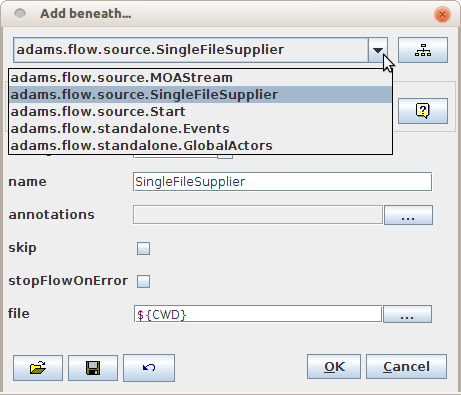 Add beneath...
adams.flow.source.SingleFileSupplier
adams.flow.source.MOAStream
adams.flow.source.SingleFileSupplier
adams.flow.source.Start
adams.flow.standalone.Events
adams.flow.standalone.GlobalActors
name SingleFileSupplier
annotations ...
skip
stopFlowOnError
file ${CWD} ...
OK Cancel